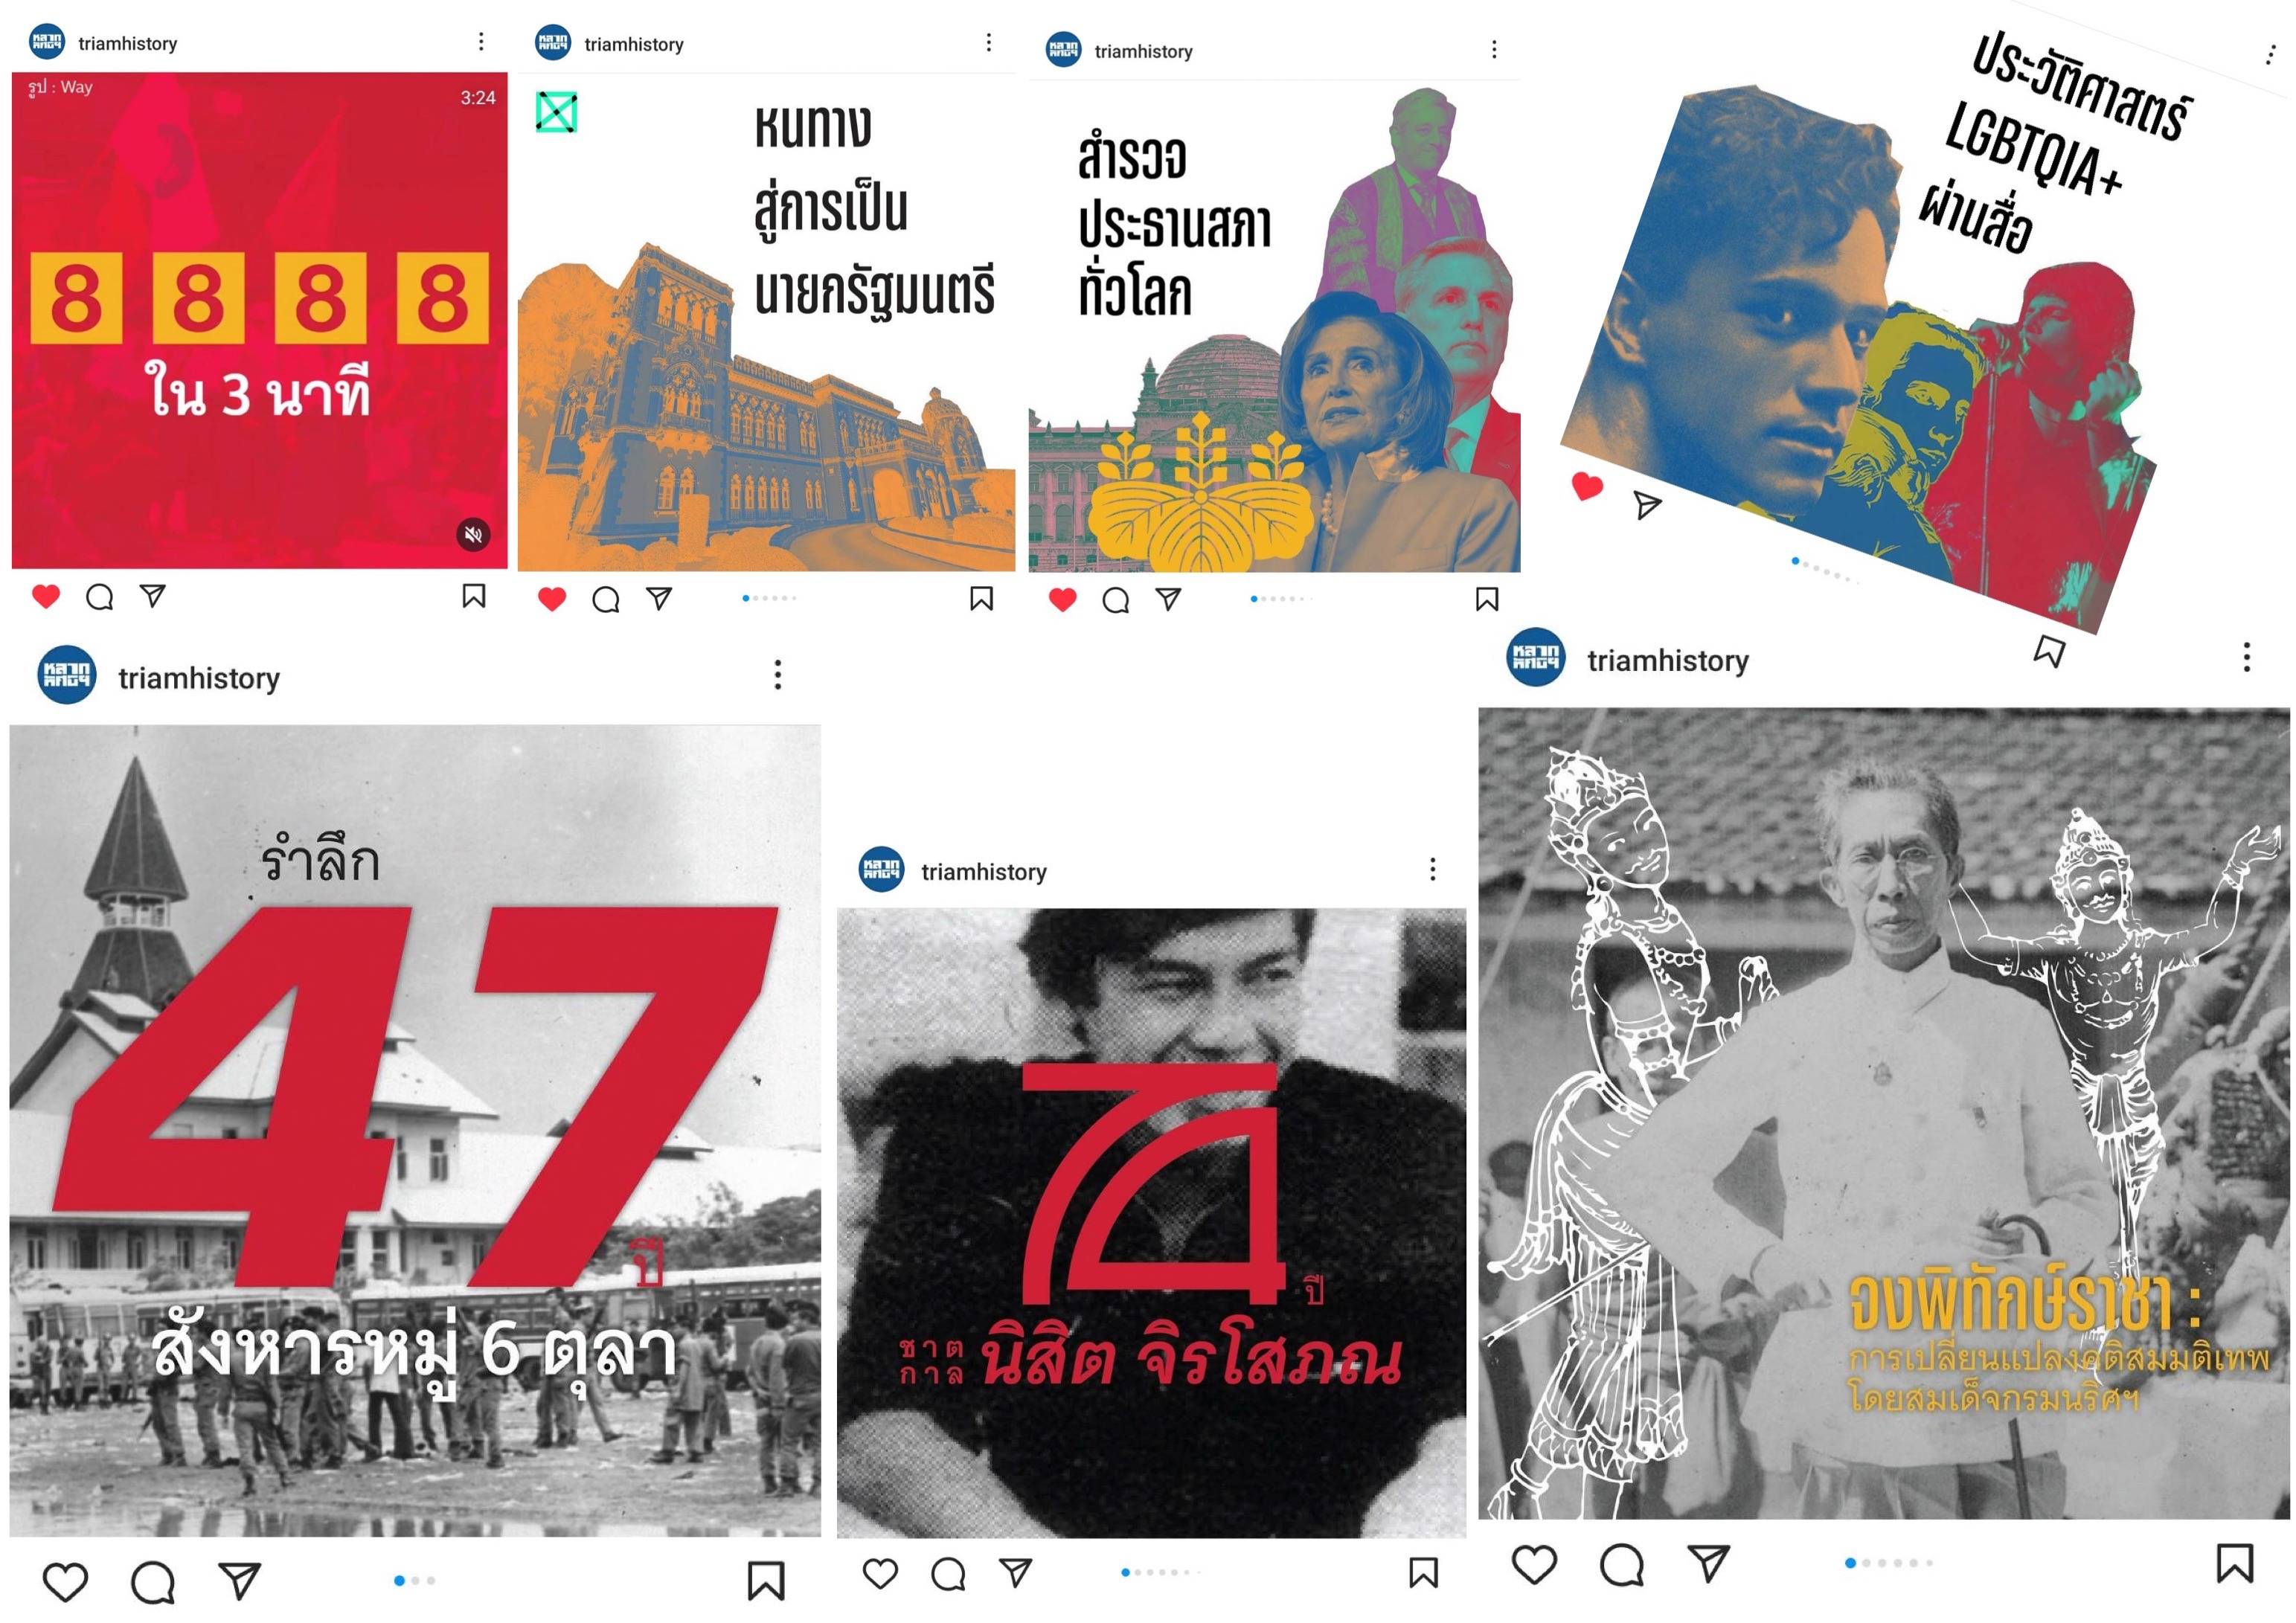 หลาก
ศิลป์ฯ
triamhistory
รูป : Way
3:24
8 8 8 8
ใน 3 นาที
triamhistory
หนทาง
สู่การเป็น
นายกรัฐมนตรี
triamhistory
สำรวจ
ประธานสภา
ทั่วโลก
ประวัติศาสตร์
LGBTQIA+
ผ่านสื่อ
triamhistory
รำลึก
47
ปี
สังหารหมู่ 6 ตุลา
triamhistory
ปี
ชาต
กาล
นิสิต จิรโสภณ
triamhistory
จงพิทักษ์ราชา :
การเปลี่ยนแปลงคติสมมติเทพ
โดยสมเด็จกรมนริศฯ